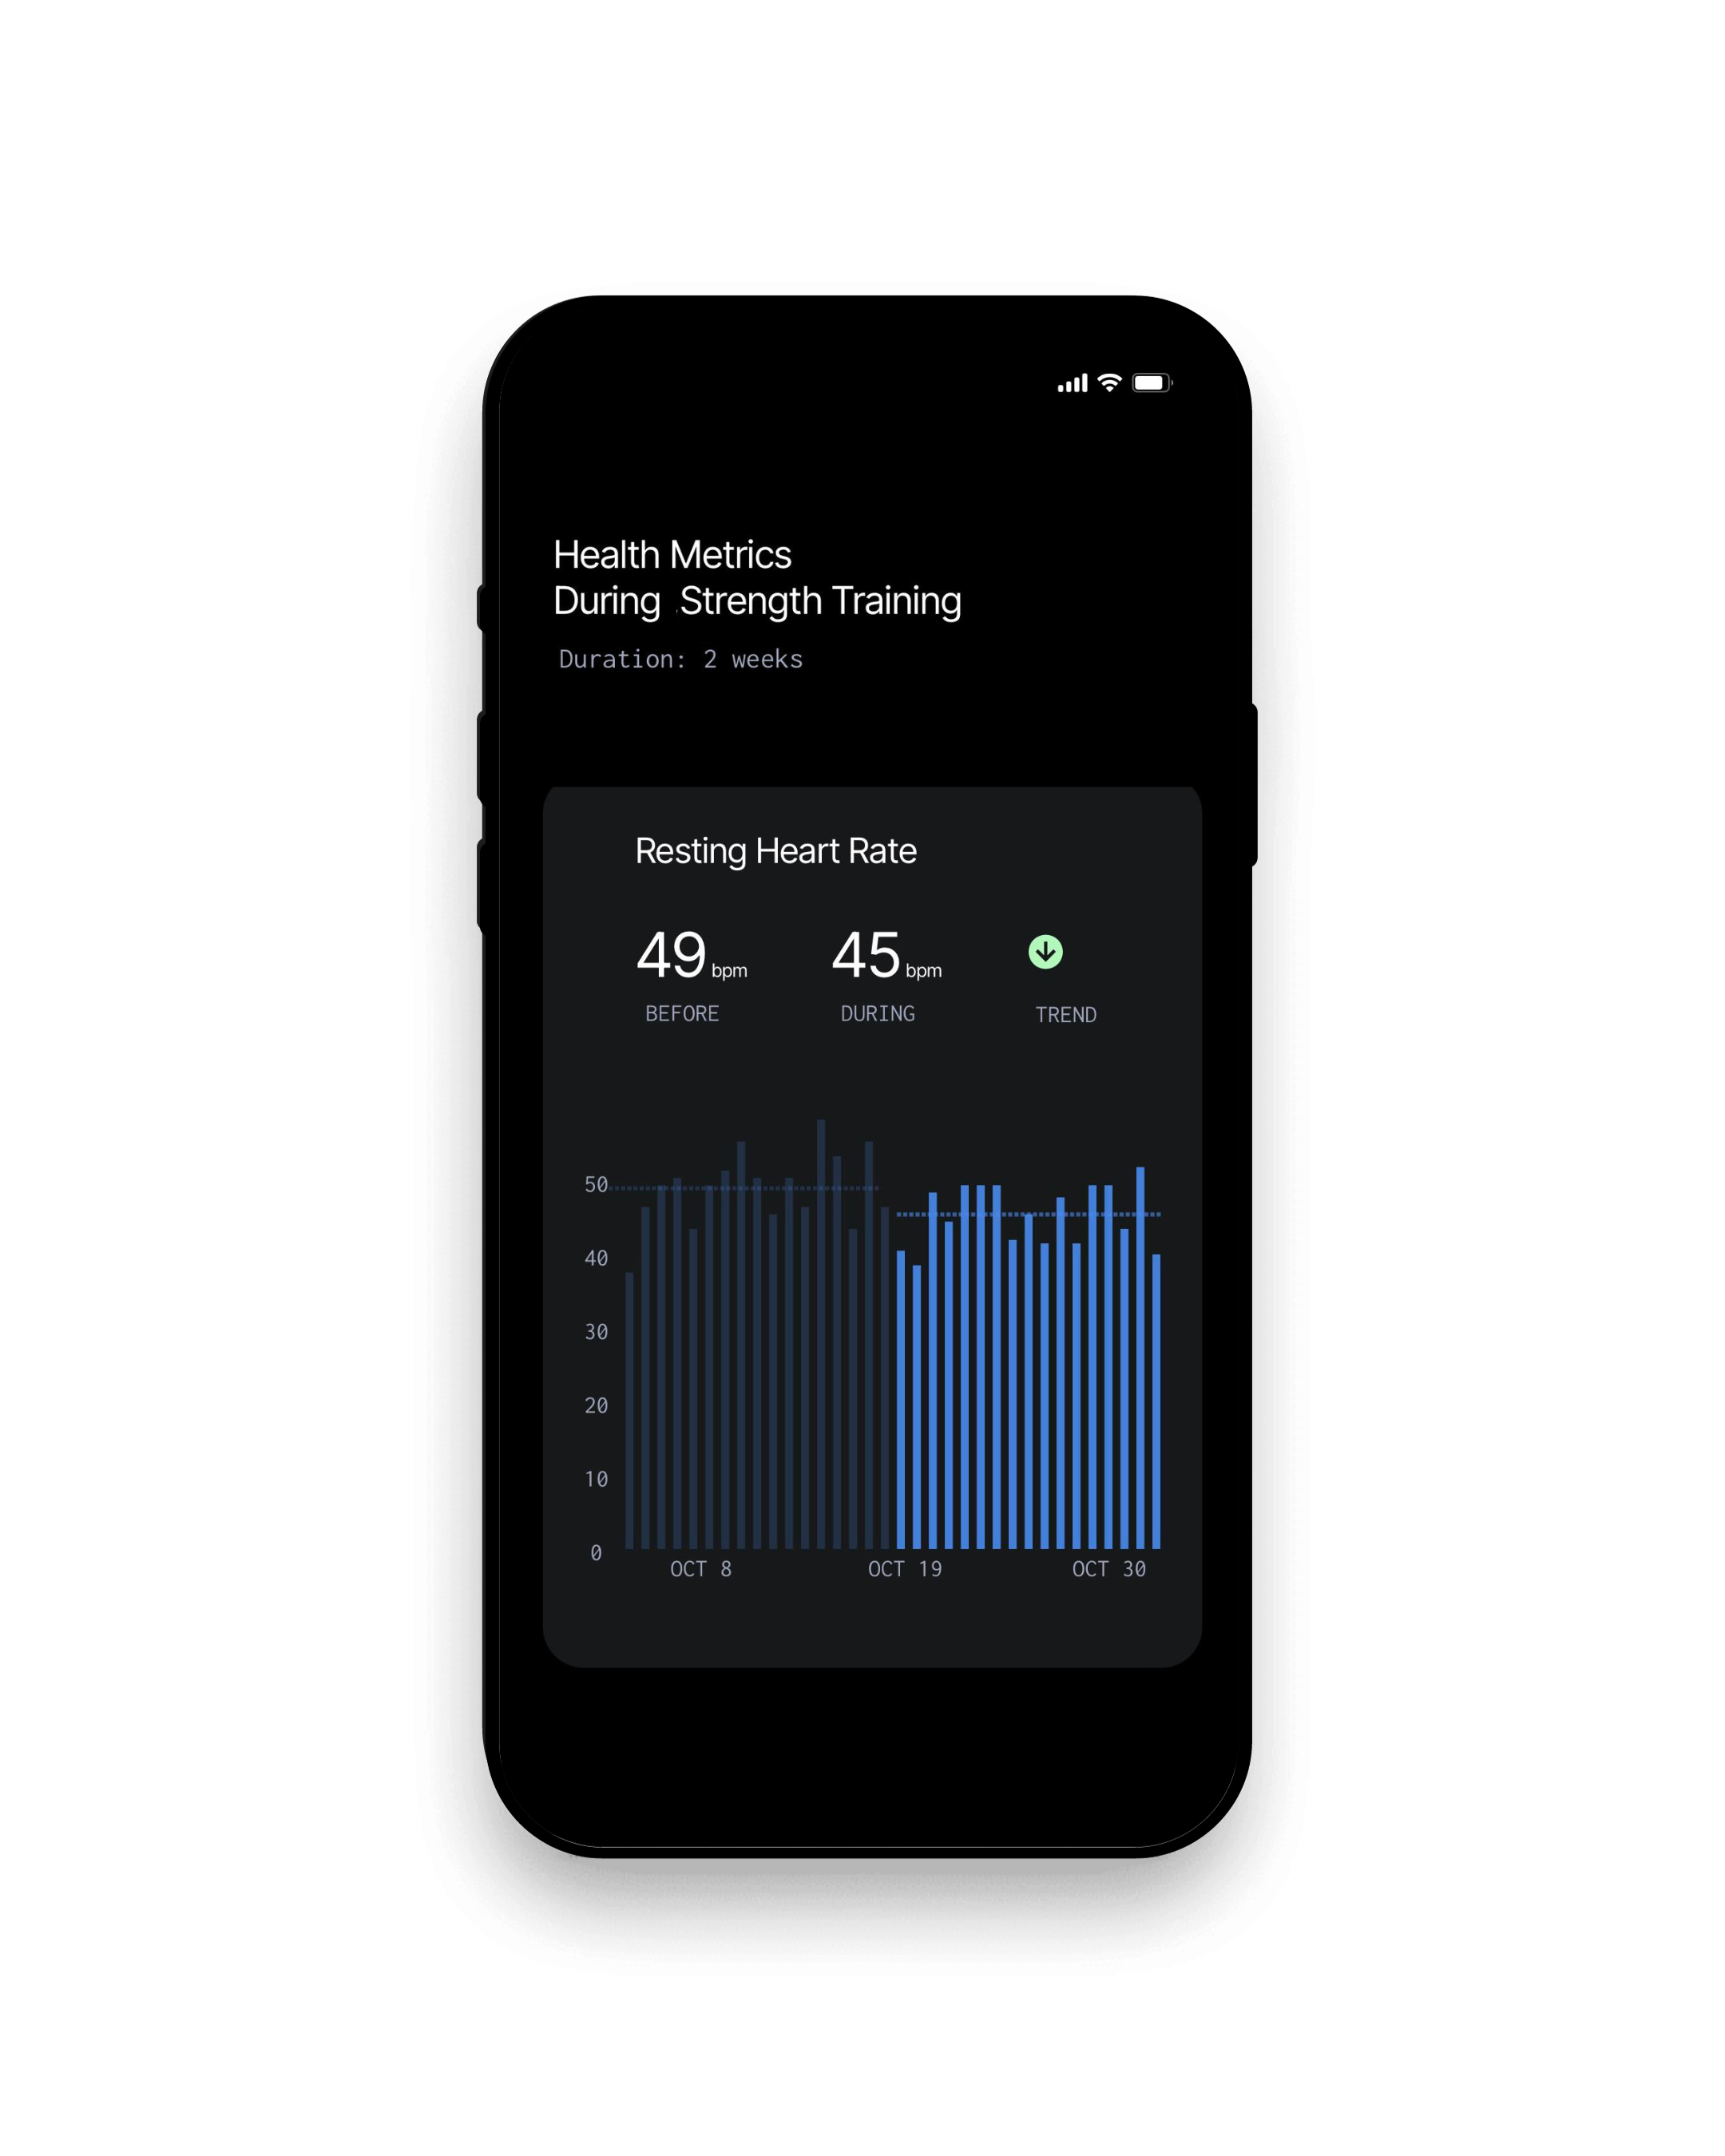 Health Metrics
During Strength Training
Duration: 2 weeks
Resting Heart Rate
49 bpm 45 bpm
BEFORE DURING TREND
50
40
30
20
10
0
OCT 8 OCT 19 OCT 30